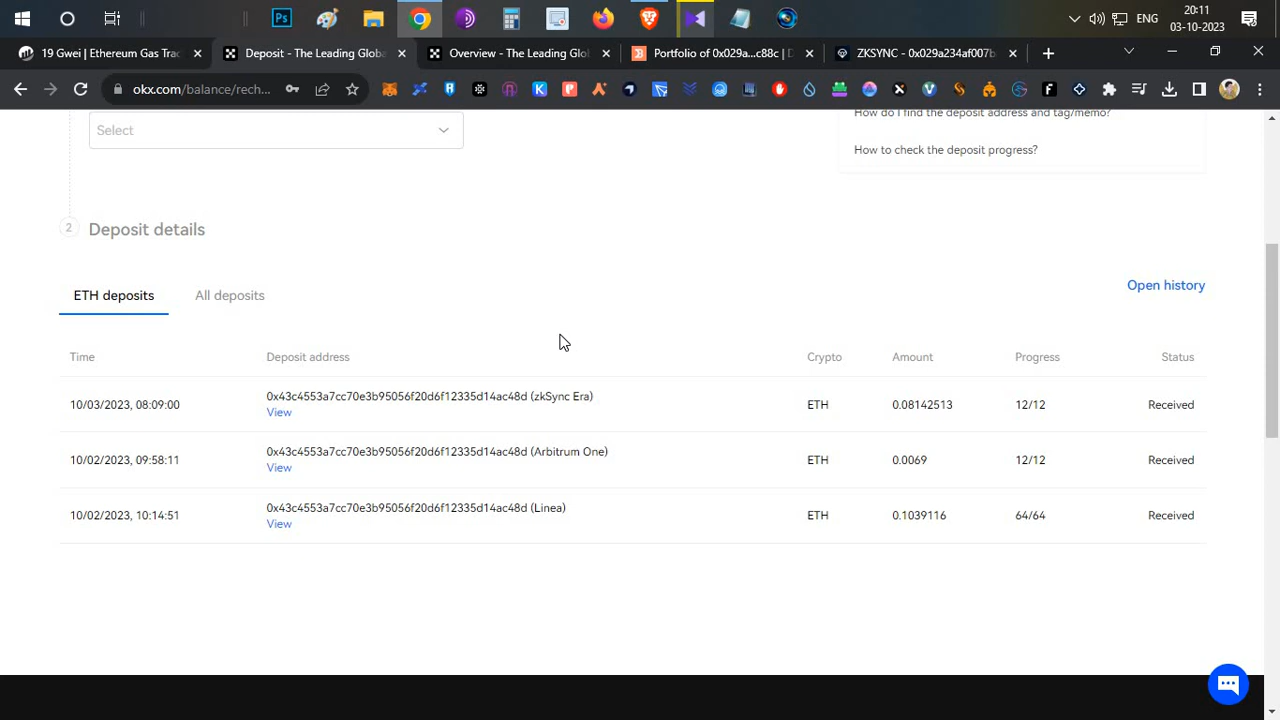 Ps
ENG
20:11
03-10-2023
19 Gwei | Ethereum Gas Trac
Deposit - The Leading Globa
Overview - The Leading Glo
Portfolio of 0x029a...c88c | D
ZKSYNC - 0x029a234af007b
okx.com/balance/rech...
How do I find the deposit address and tag/memo?
Select
How to check the deposit progress?
2
Deposit details
ETH deposits
All deposits
Open history
Time
Deposit address
Crypto
Amount
Progress
Status
10/03/2023, 08:09:00
0x43c4553a7cc70e3b95056f20d6f12335d14ac48d (zkSync Era)
View
ETH
0.08142513
12/12
Received
10/02/2023, 09:58:11
0x43c4553a7cc70e3b95056f20d6f12335d14ac48d (Arbitrum One)
View
ETH
0.0069
12/12
Received
10/02/2023, 10:14:51
0x43c4553a7cc70e3b95056f20d6f12335d14ac48d (Linea)
View
ETH
0.1039116
64/64
Received